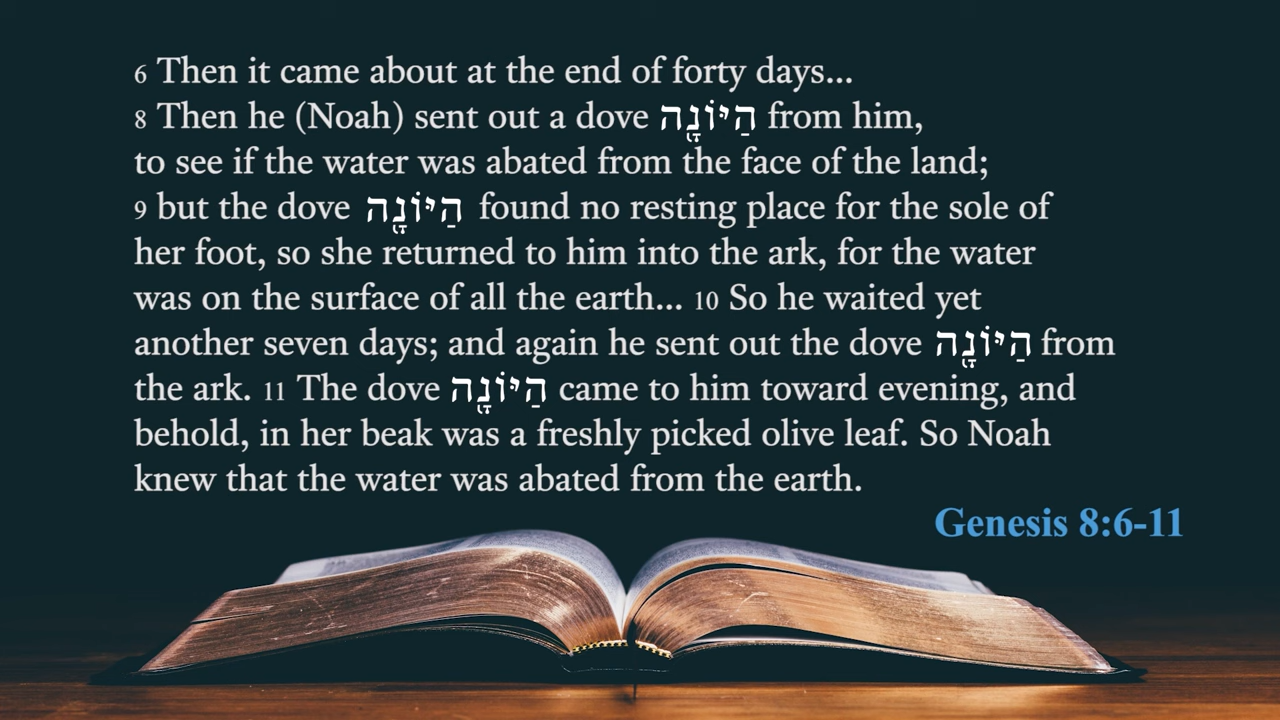 6 Then it came about at the end of forty days...
8 Then he (Noah) sent out a dove הַיּוֹנָ֖ה from him,
to see if the water was abated from the face of the land;
9 but the dove הַיּוֹנָ֖ה found no resting place for the sole of
her foot, so she returned to him into the ark, for the water
was on the surface of all the earth... 10 So he waited yet
another seven days; and again he sent out the dove הַיּוֹנָ֖ה from
the ark. 11 The dove הַיּוֹנָ֖ה came to him toward evening, and
behold, in her beak was a freshly picked olive leaf. So Noah
knew that the water was abated from the earth.
Genesis 8:6-11